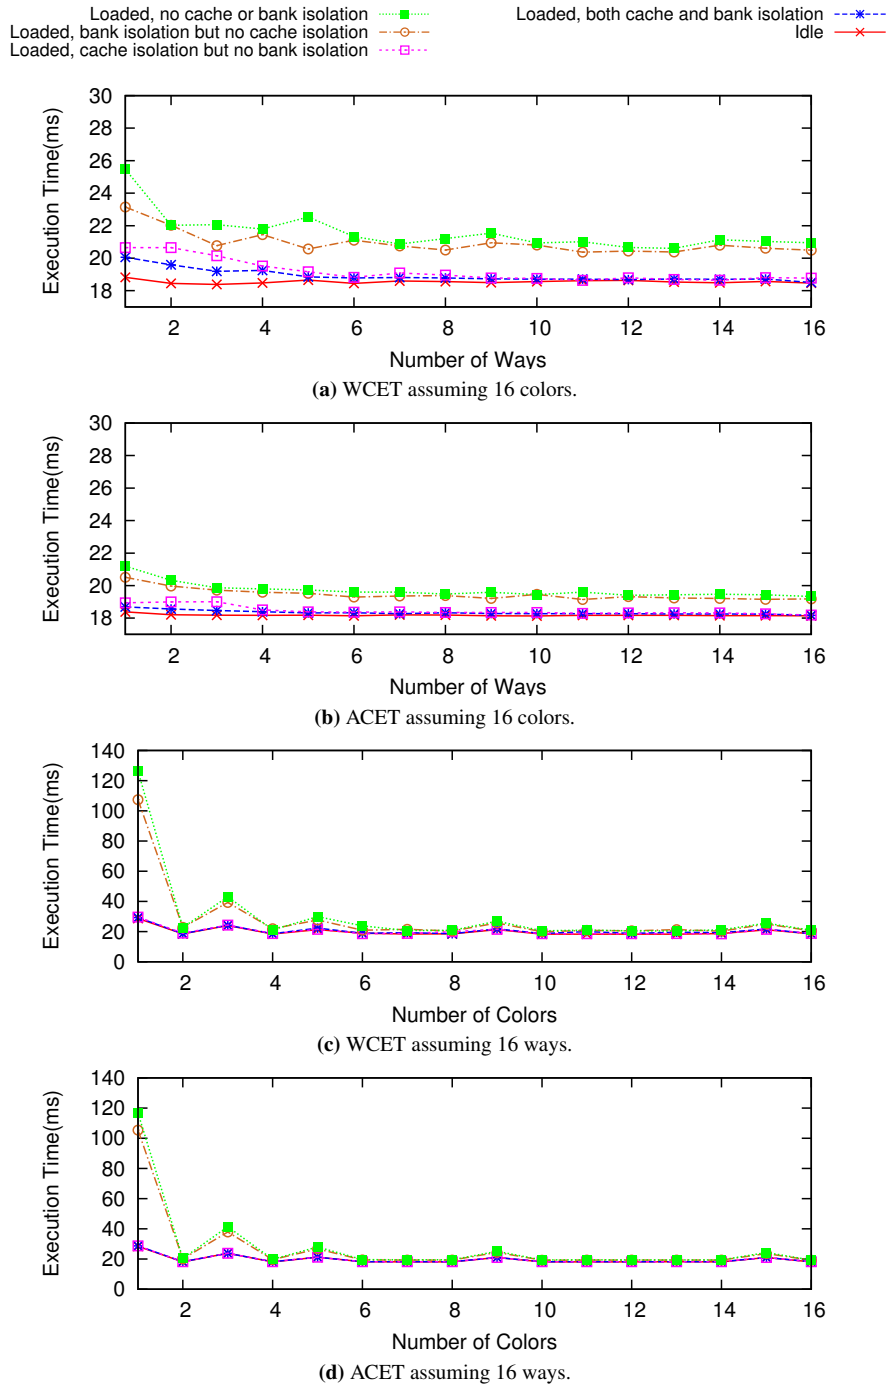 Loaded, no cache or bank isolation
Loaded, bank isolation but no cache isolation
Loaded, cache isolation but no bank isolation
Loaded, both cache and bank isolation
Idle
30
28
26
24
22
20
18
Execution Time(ms)
2 4 6 8 10 12 14 16
Number of Ways
(a) WCET assuming 16 colors.
30
28
26
24
22
20
18
Execution Time(ms)
2 4 6 8 10 12 14 16
Number of Ways
(b) ACET assuming 16 colors.
140
120
100
80
60
40
20
0
Execution Time(ms)
2 4 6 8 10 12 14 16
Number of Colors
(c) WCET assuming 16 ways.
140
120
100
80
60
40
20
0
Execution Time(ms)
2 4 6 8 10 12 14 16
Number of Colors
(d) ACET assuming 16 ways.